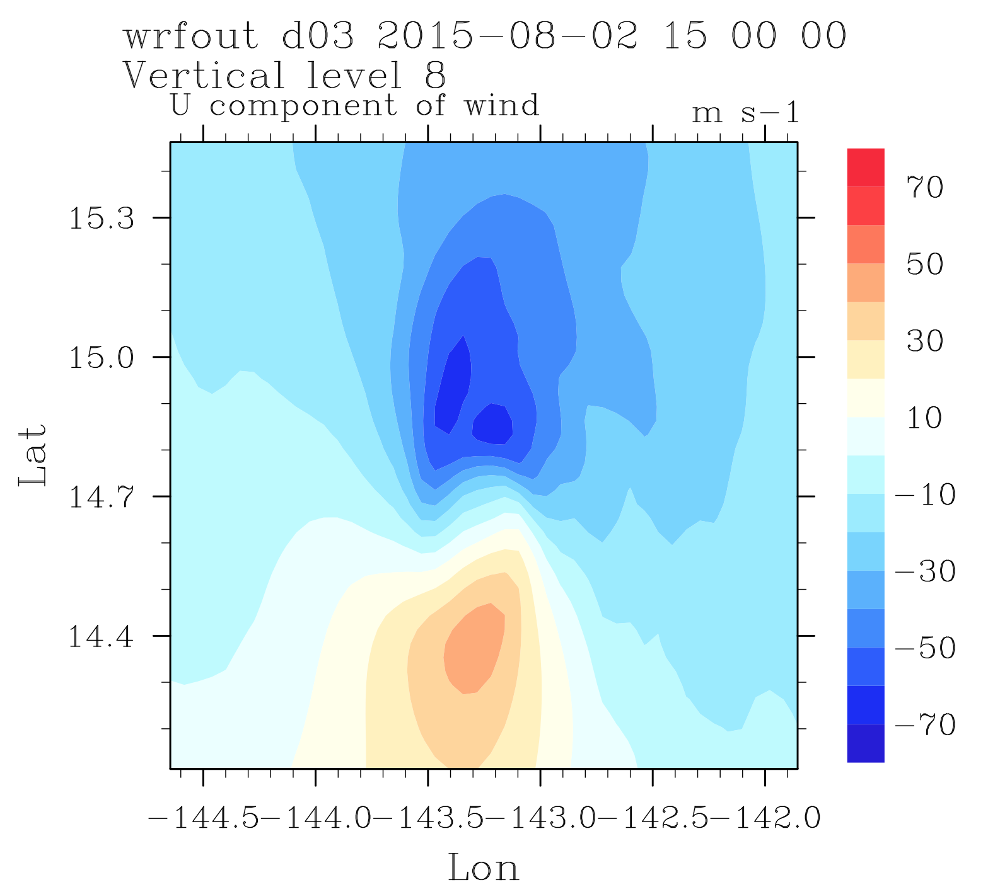 wrfout d03 2015-08-02 15 00 00
Vertical level 8
U component of wind
m s-1
70
50
30
10
-10
-30
-50
-70
15.3
15.0
14.7
14.4
Lat
-144.5-144.0-143.5-143.0-142.5-142.0
Lon